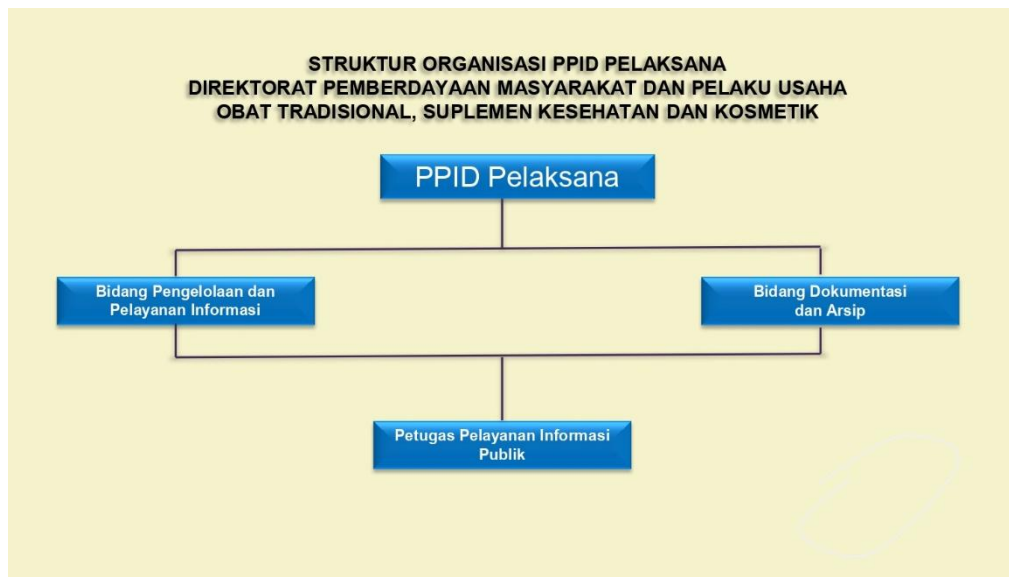 STRUKTUR ORGANISASI PPID PELAKSANA
DIREKTORAT PEMBERDAYAAN MASYARAKAT DAN PELAKU USAHA
OBAT TRADISIONAL, SUPLEMEN KESEHATAN DAN KOSMETIK
PPID Pelaksana
Bidang Pengelolaan dan
Pelayanan Informasi
Bidang Dokumentasi
dan Arsip
Petugas Pelayanan Informasi
Publik